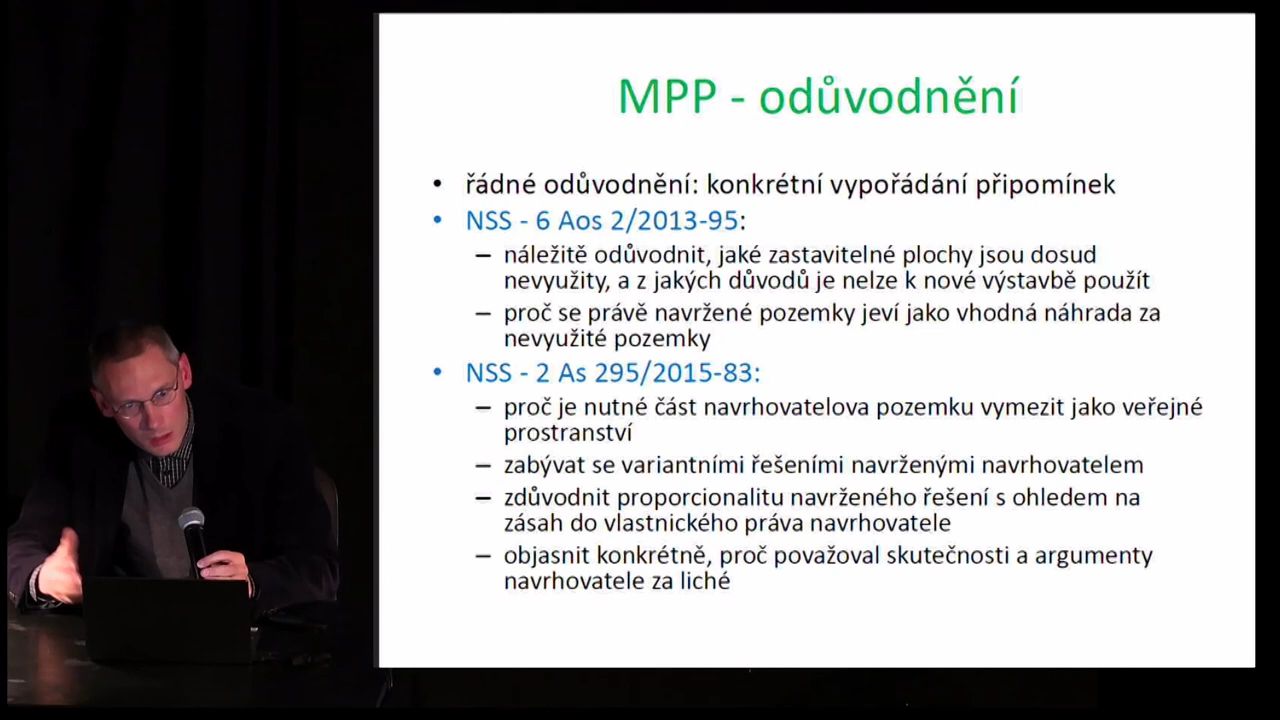 MPP - odůvodnění
• řádné odůvodnění: konkrétní vypořádání připomínek
• NSS - 6 Aos 2/2013-95:
– náležitě odůvodnit, jaké zastavitelné plochy jsou dosud
nevyužity, a z jakých důvodů je nelze k nové výstavbě použít
– proč se právě navržené pozemky jeví jako vhodná náhrada za
nevyužité pozemky
• NSS - 2 As 295/2015-83:
– proč je nutné část navrhovatelova pozemku vymezit jako veřejné
prostranství
– zabývat se variantními řešeními navrženými navrhovatelem
– zdůvodnit proporcionalitu navrženého řešení s ohledem na
zásah do vlastnického práva navrhovatele
– objasnit konkrétně, proč považoval skutečnosti a argumenty
navrhovatele za liché